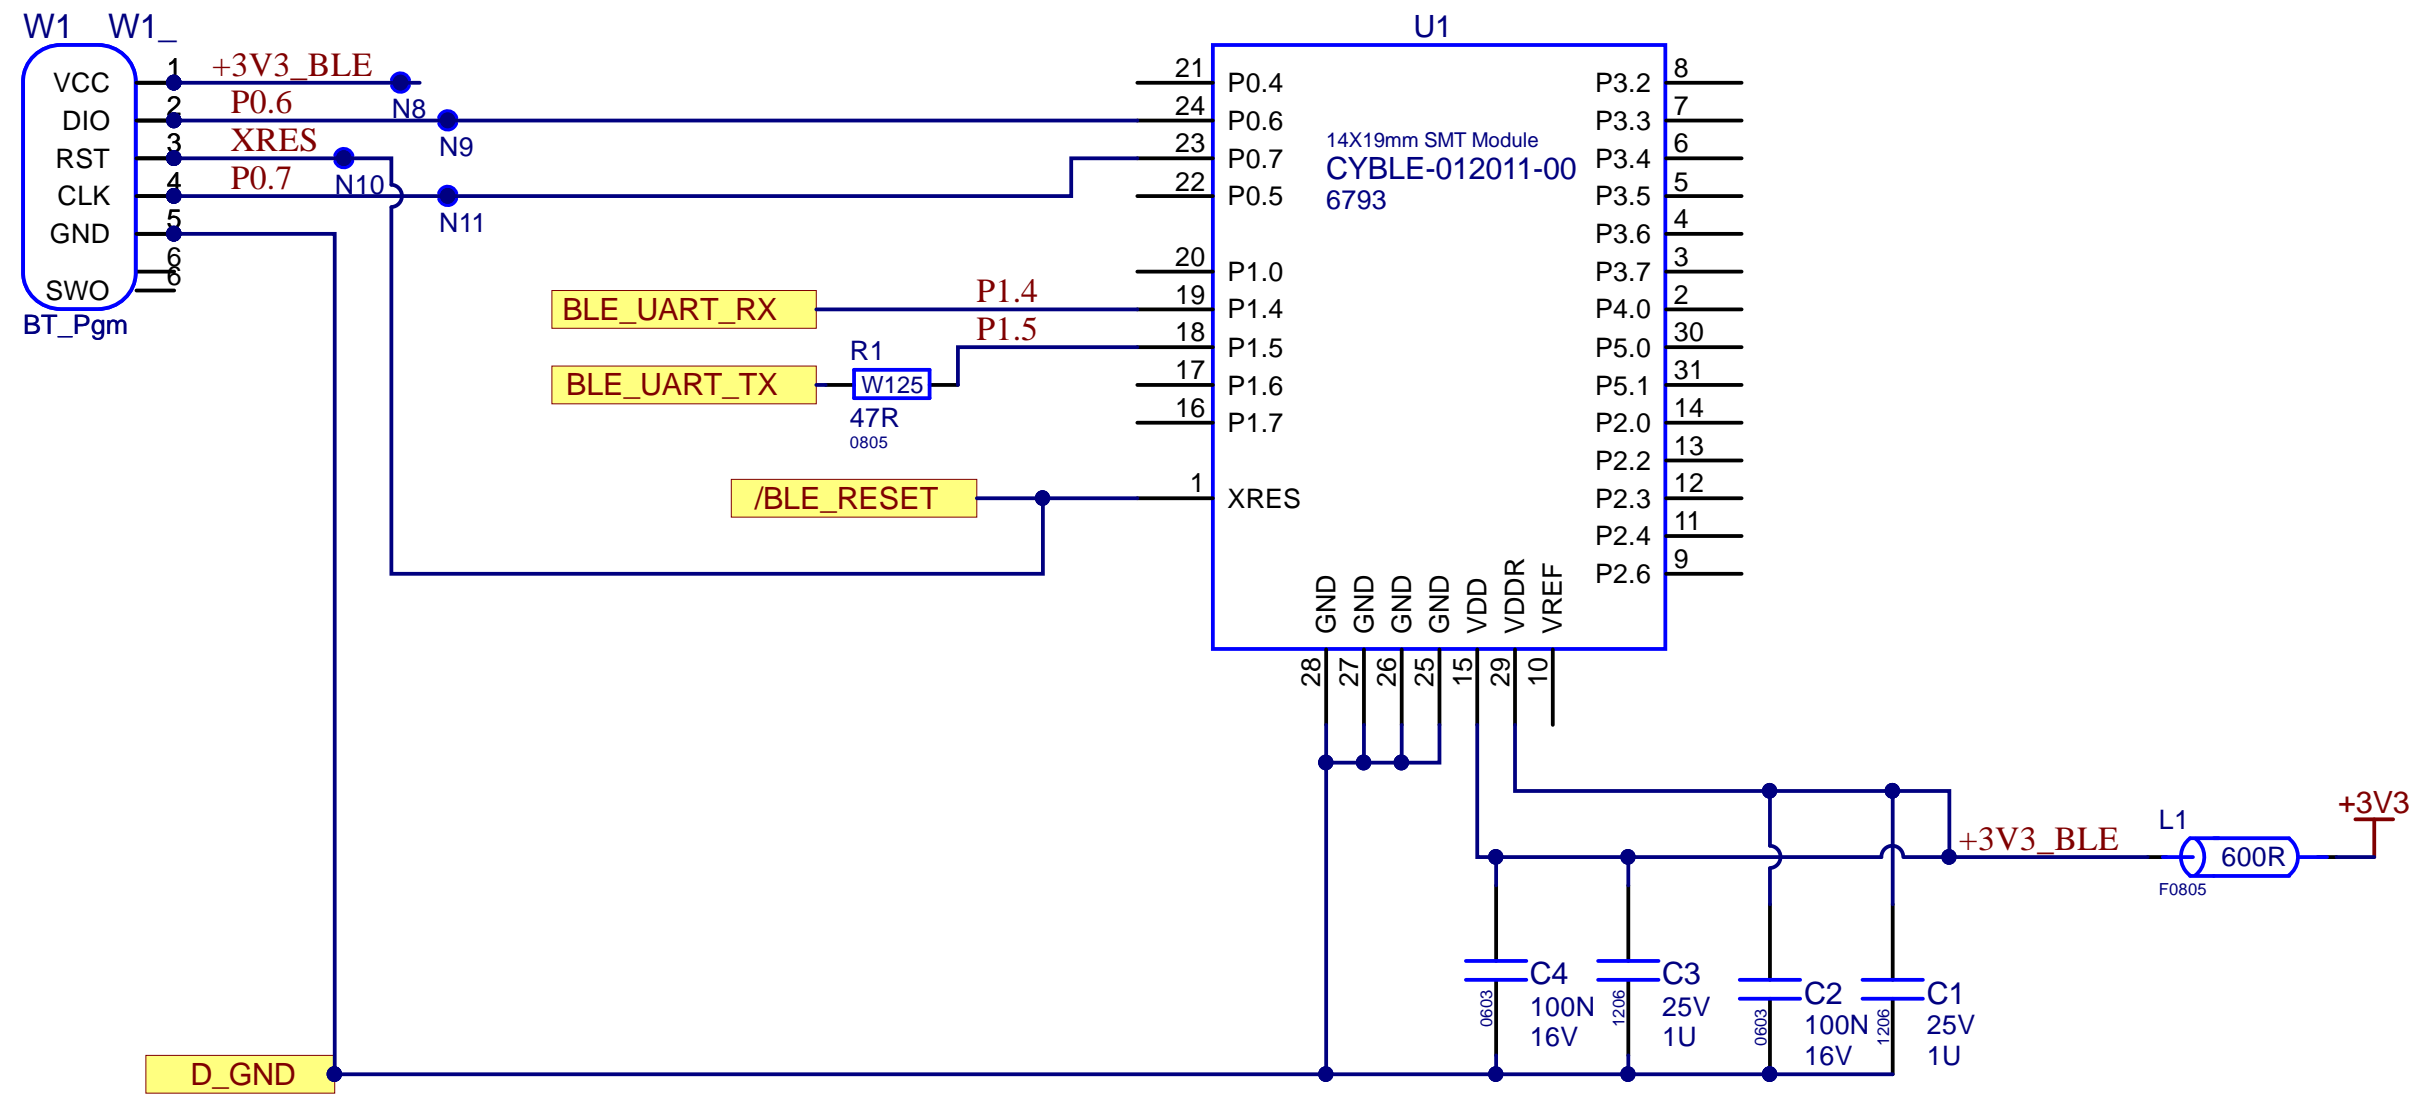 W1 W1_
VCC 1 +3V3_BLE
N8
DIO 2 P0.6
N9
RST 3 XRES
N10
CLK 4 P0.7
N11
GND 5
6
SWO 6
BT_Pgm
BLE_UART_RX P1.4
BLE_UART_TX P1.5
R1
W125
47R
0805
/BLE_RESET
D_GND
U1
14X19mm SMT Module
CYBLE-012011-00
6793
21 P0.4
24 P0.6
23 P0.7
22 P0.5
20 P1.0
19 P1.4
18 P1.5
17 P1.6
16 P1.7
1 XRES
P3.2 8
P3.3 7
P3.4 6
P3.5 5
P3.6 4
P3.7 3
P4.0 2
P5.0 30
P5.1 31
P2.0 14
P2.2 13
P2.3 12
P2.4 11
P2.6 9
GND 28
GND 27
GND 26
GND 25
VDD 15
VDDR 29
VREF 10
+3V3_BLE
L1
600R
F0805
+3V3
C4
100N
16V
0603
C3
25V
1U
1206
C2
100N
16V
0603
C1
25V
1U
1206